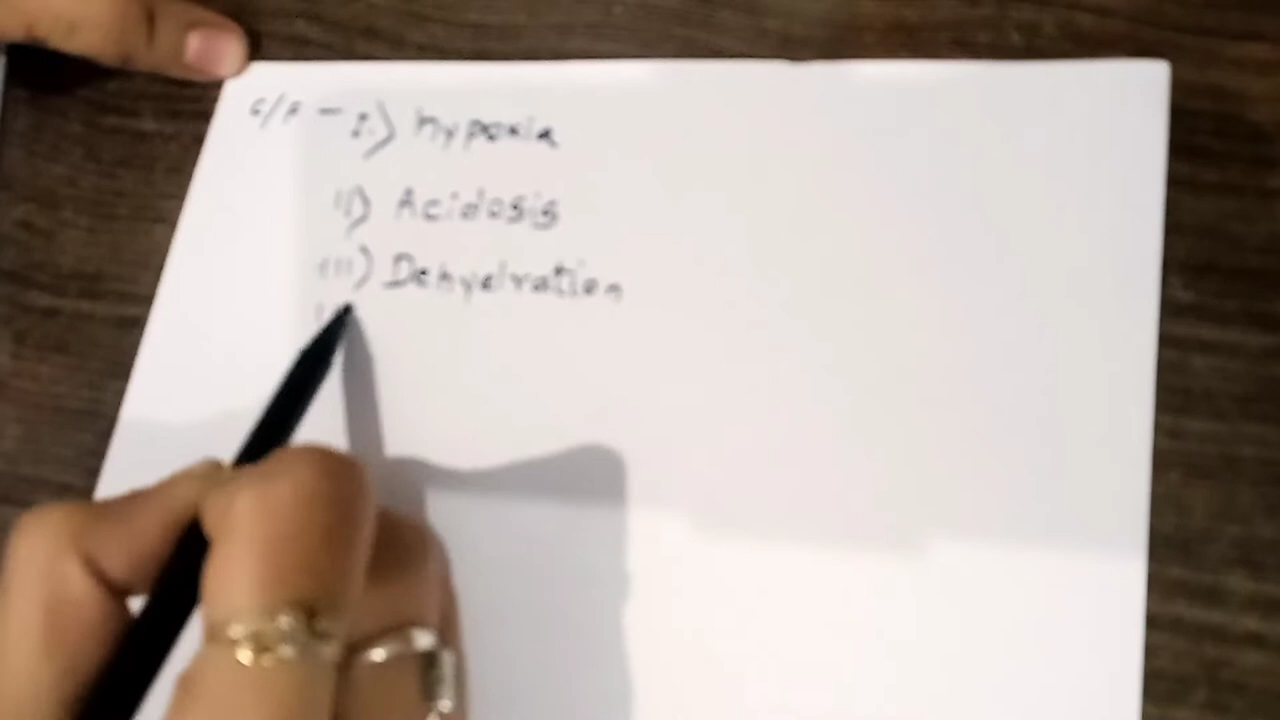 C/F - I.) hypoxia
II) Acidosis
III) Dehydration